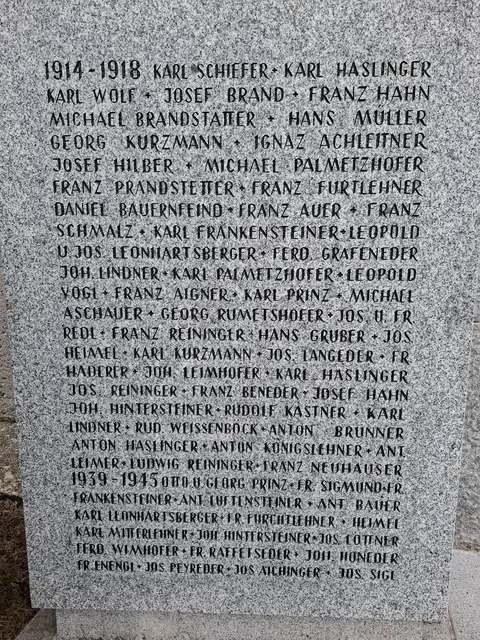 1914-1918 KARL SCHIEFER + KARL HASLINGER
KARL WOLF + JOSEF BRAND + FRANZ HAHN
MICHAEL BRANDSTÄTTER + HANS MÜLLER
GEORG KURZMANN + IGNAZ ACHLEITNER
JOSEF HILBER + MICHAEL PALMETZHOFER
FRANZ PRANDSTETTER + FRANZ FÜRTLEHNER
DANIEL BAUERNFEIND + FRANZ AUER + FRANZ
SCHMALZ + KARL FRANKENSTEINER + LEOPOLD
U. JOS. LEONHARTSBERGER + FERD. GRAFENEDER
JOH. LINDNER + KARL PALMETZHOFER + LEOPOLD
VOGL + FRANZ AIGNER + KARL PRINZ + MICHAEL
ASCHAUER + GEORG RUMETSHOFER + JOS. U. FR.
REDL + FRANZ REININGER + HANS GRUBER + JOS.
HEIMEL + KARL KURZMANN + JOS. LANGEDER + FR.
HADERER + JOH. LEIMHOFER + KARL HASLINGER
JOS. REININGER + FRANZ BENEDER + JOSEF HAHN
JOH. HINTERSTEINER + RUDOLF KASTNER + KARL
LINDNER + RUD. WEISSENBÖCK + ANTON BRUNNER
ANTON HASLINGER + ANTON KÖNIGSLEHNER + ANT.
LEIMER + LUDWIG REININGER + FRANZ NEUHAUSER
1939-1945 OTTO U. GEORG PRINZ + FR. SIGMUND + FR.
FRANKENSTEINER + ANT. LUFTENSTEINER + ANT. BAUER
KARL LEONHARTSBERGER + FR. FÜRCHTLEHNER + HEIMEL
KARL MITTERLEHNER + JOH. HINTERSTEINER + JOS. LOTTNER
FERD. WIMHOFER + FR. RAFFETSEDER + JOH. HUNEDER
FR. ENENGL + JOS. PEYREDER + JOS. AICHINGER + JOS. SIGL